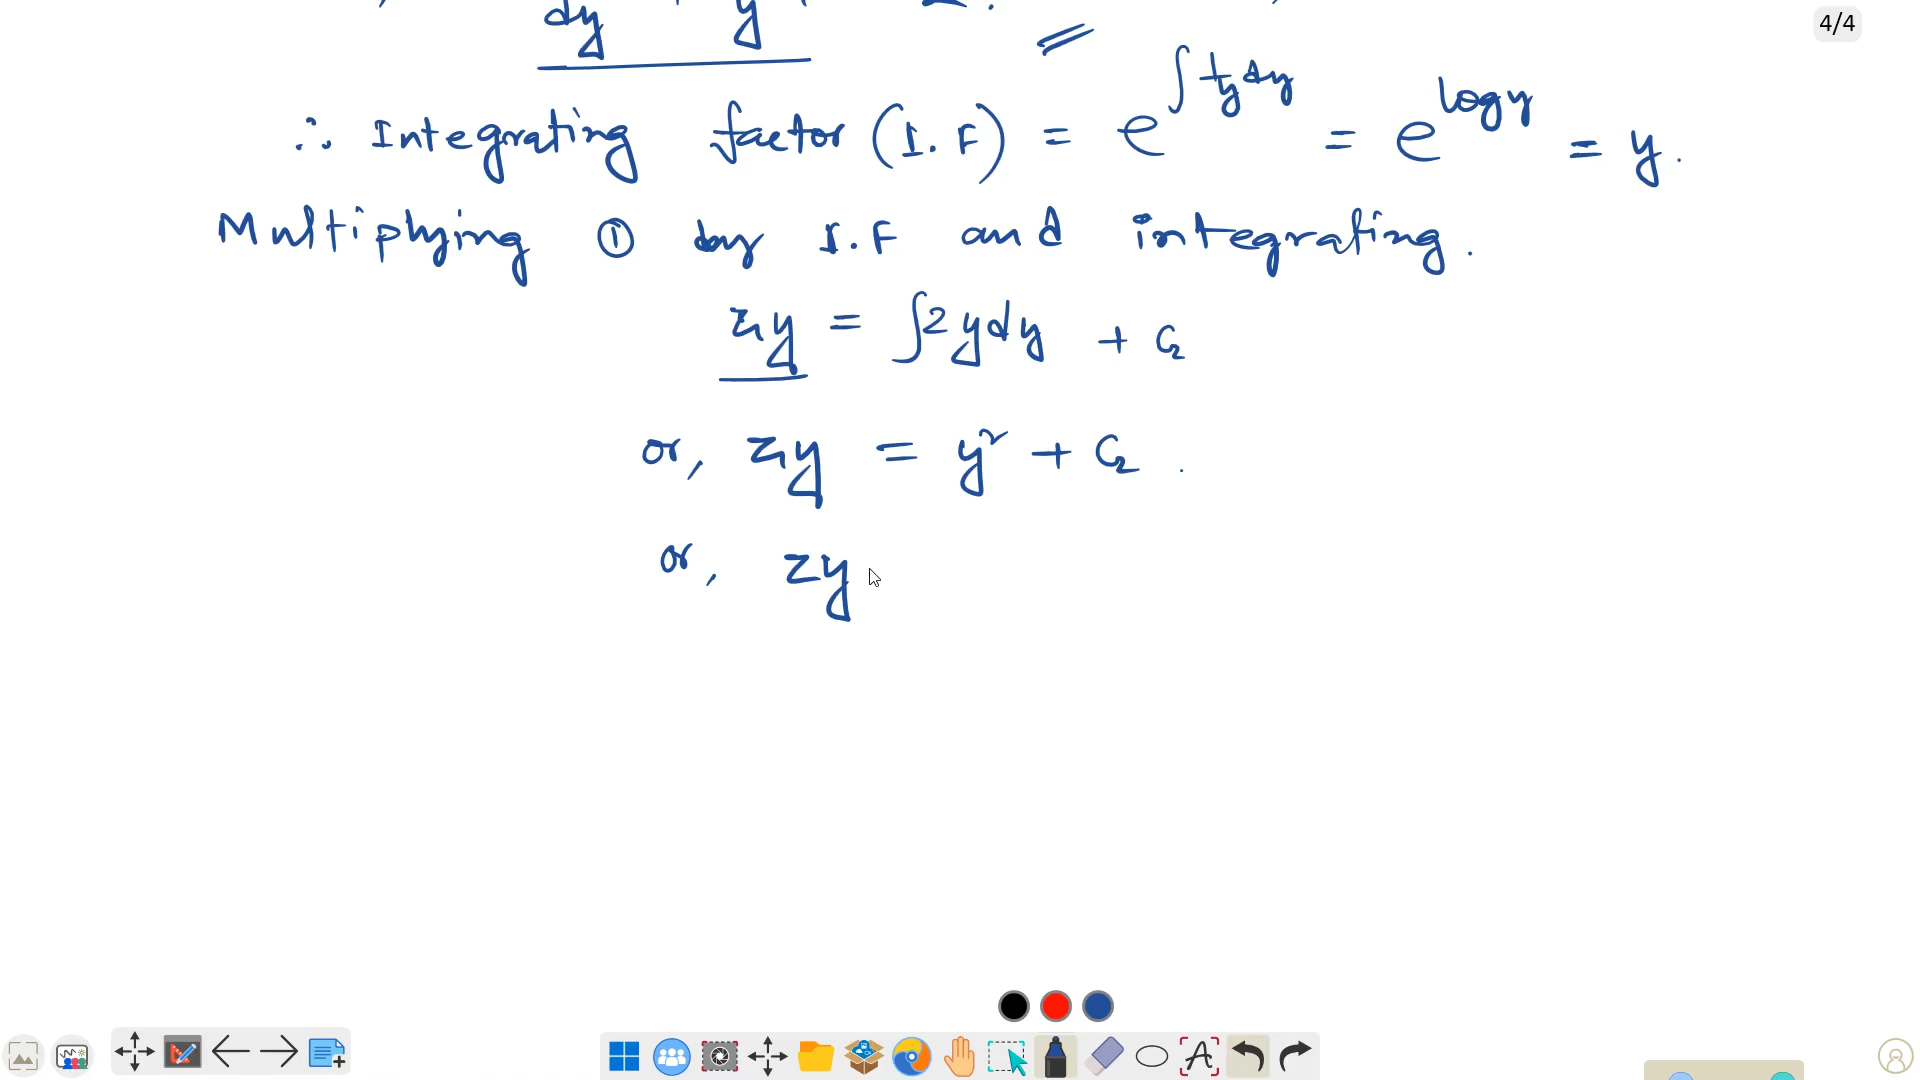 4/4
dy y
∴ Integrating factor (I.F) = e^{∫ 1/y dy} = e^{log y} = y.
Multiplying ① by I.F and integrating.
zy = ∫2ydy + c₂
or, zy = y² + c₂.
or, zy